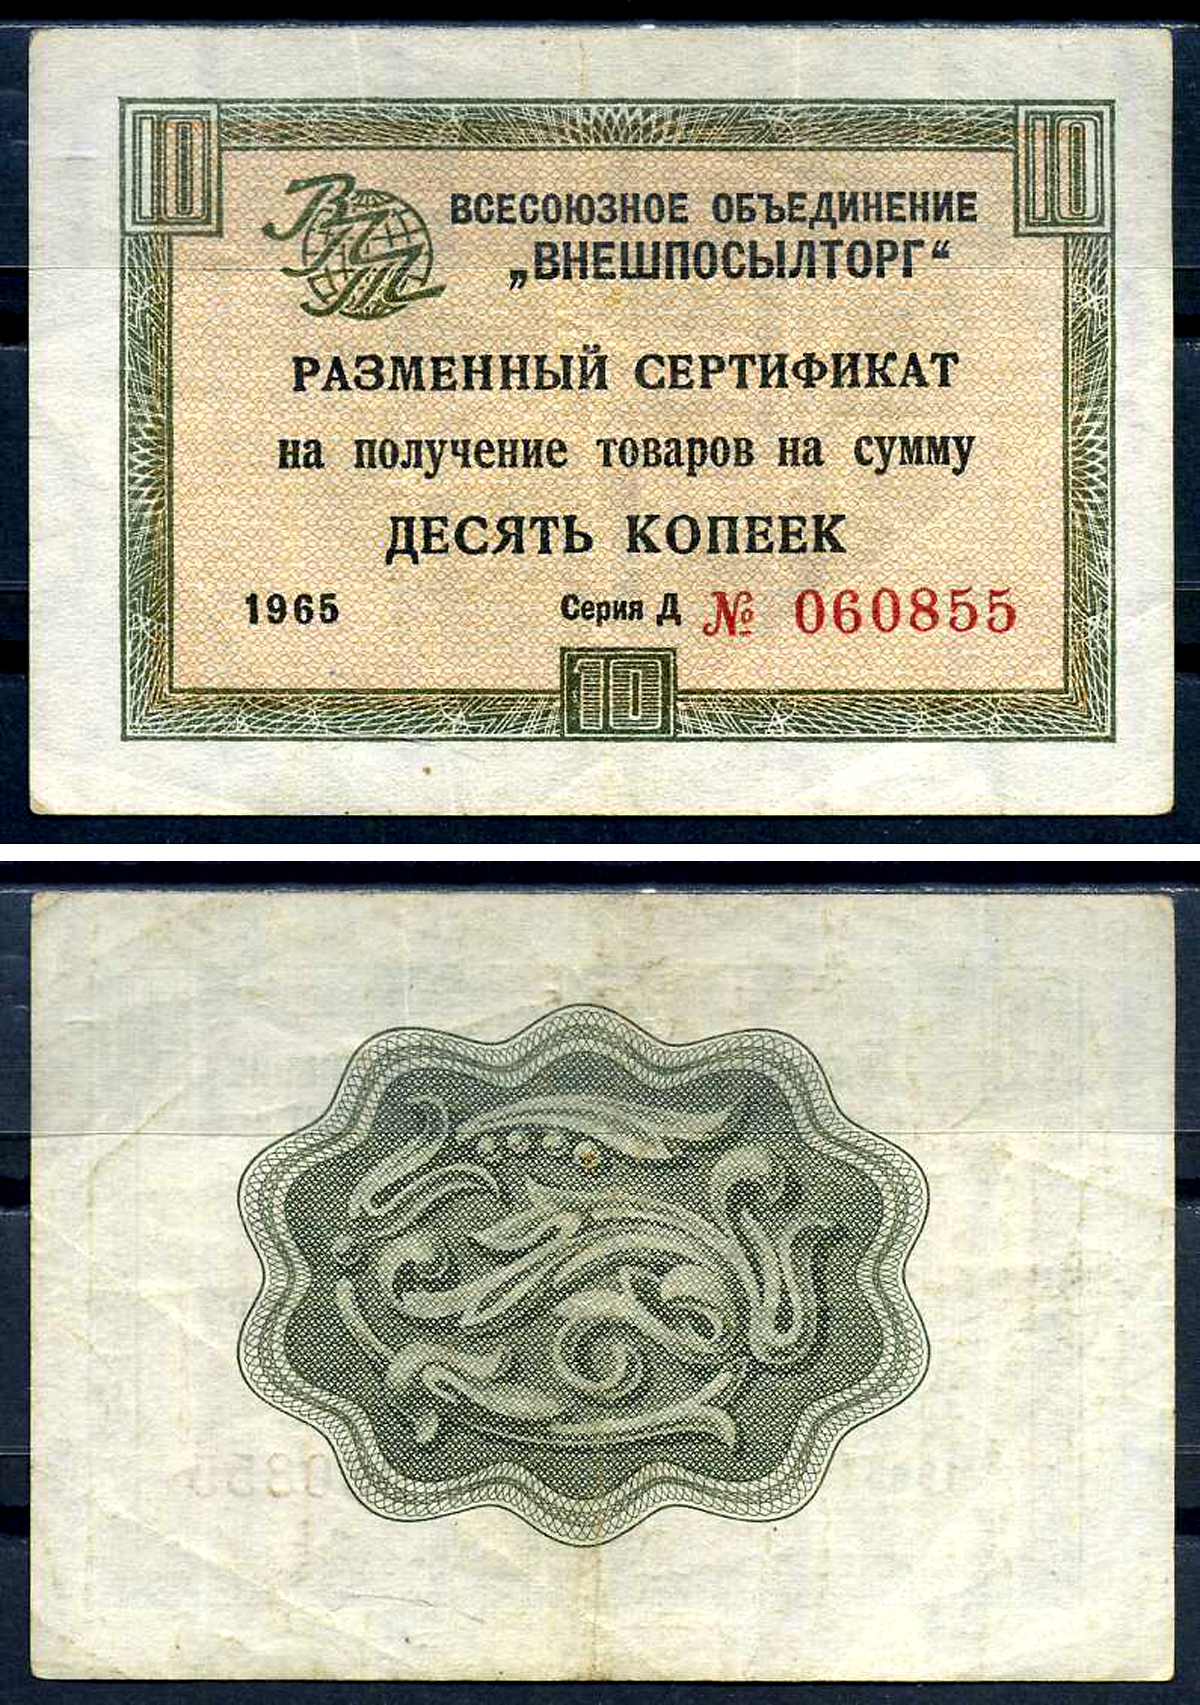 10 10
ВПТ
ВСЕСОЮЗНОЕ ОБЪЕДИНЕНИЕ
„ВНЕШПОСЫЛТОРГ“
РАЗМЕННЫЙ СЕРТИФИКАТ
на получение товаров на сумму
ДЕСЯТЬ КОПЕЕК
1965 Серия Д № 060855
10